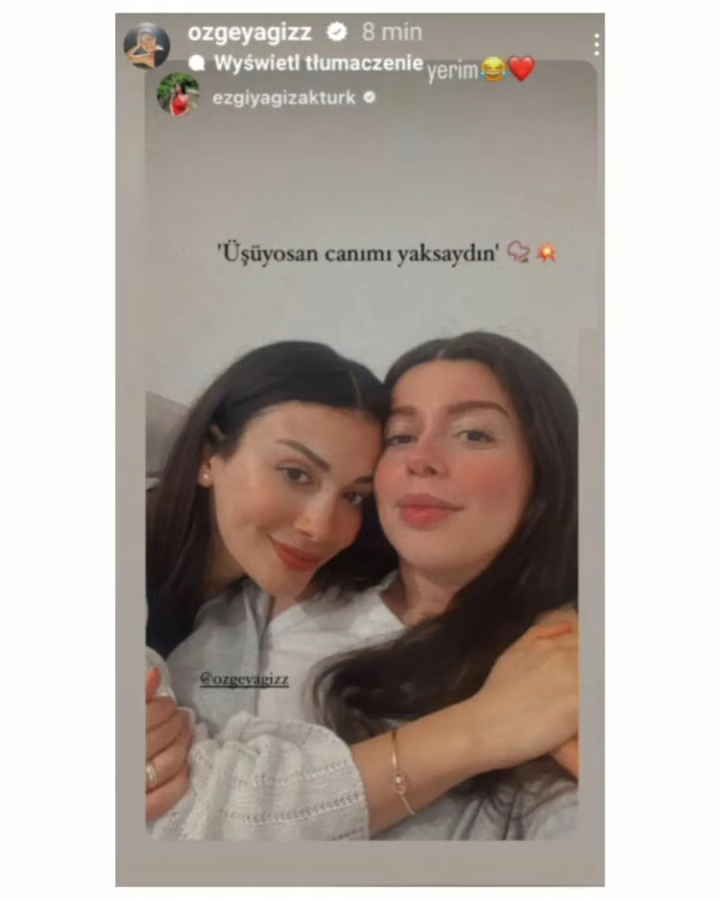 ozgeyagizz 8 min
Wyświetl tłumaczenie yerim😂❤️
ezgiyagizakturk
'Üşüyosan canımı yaksaydın'
@ozgeyagizz